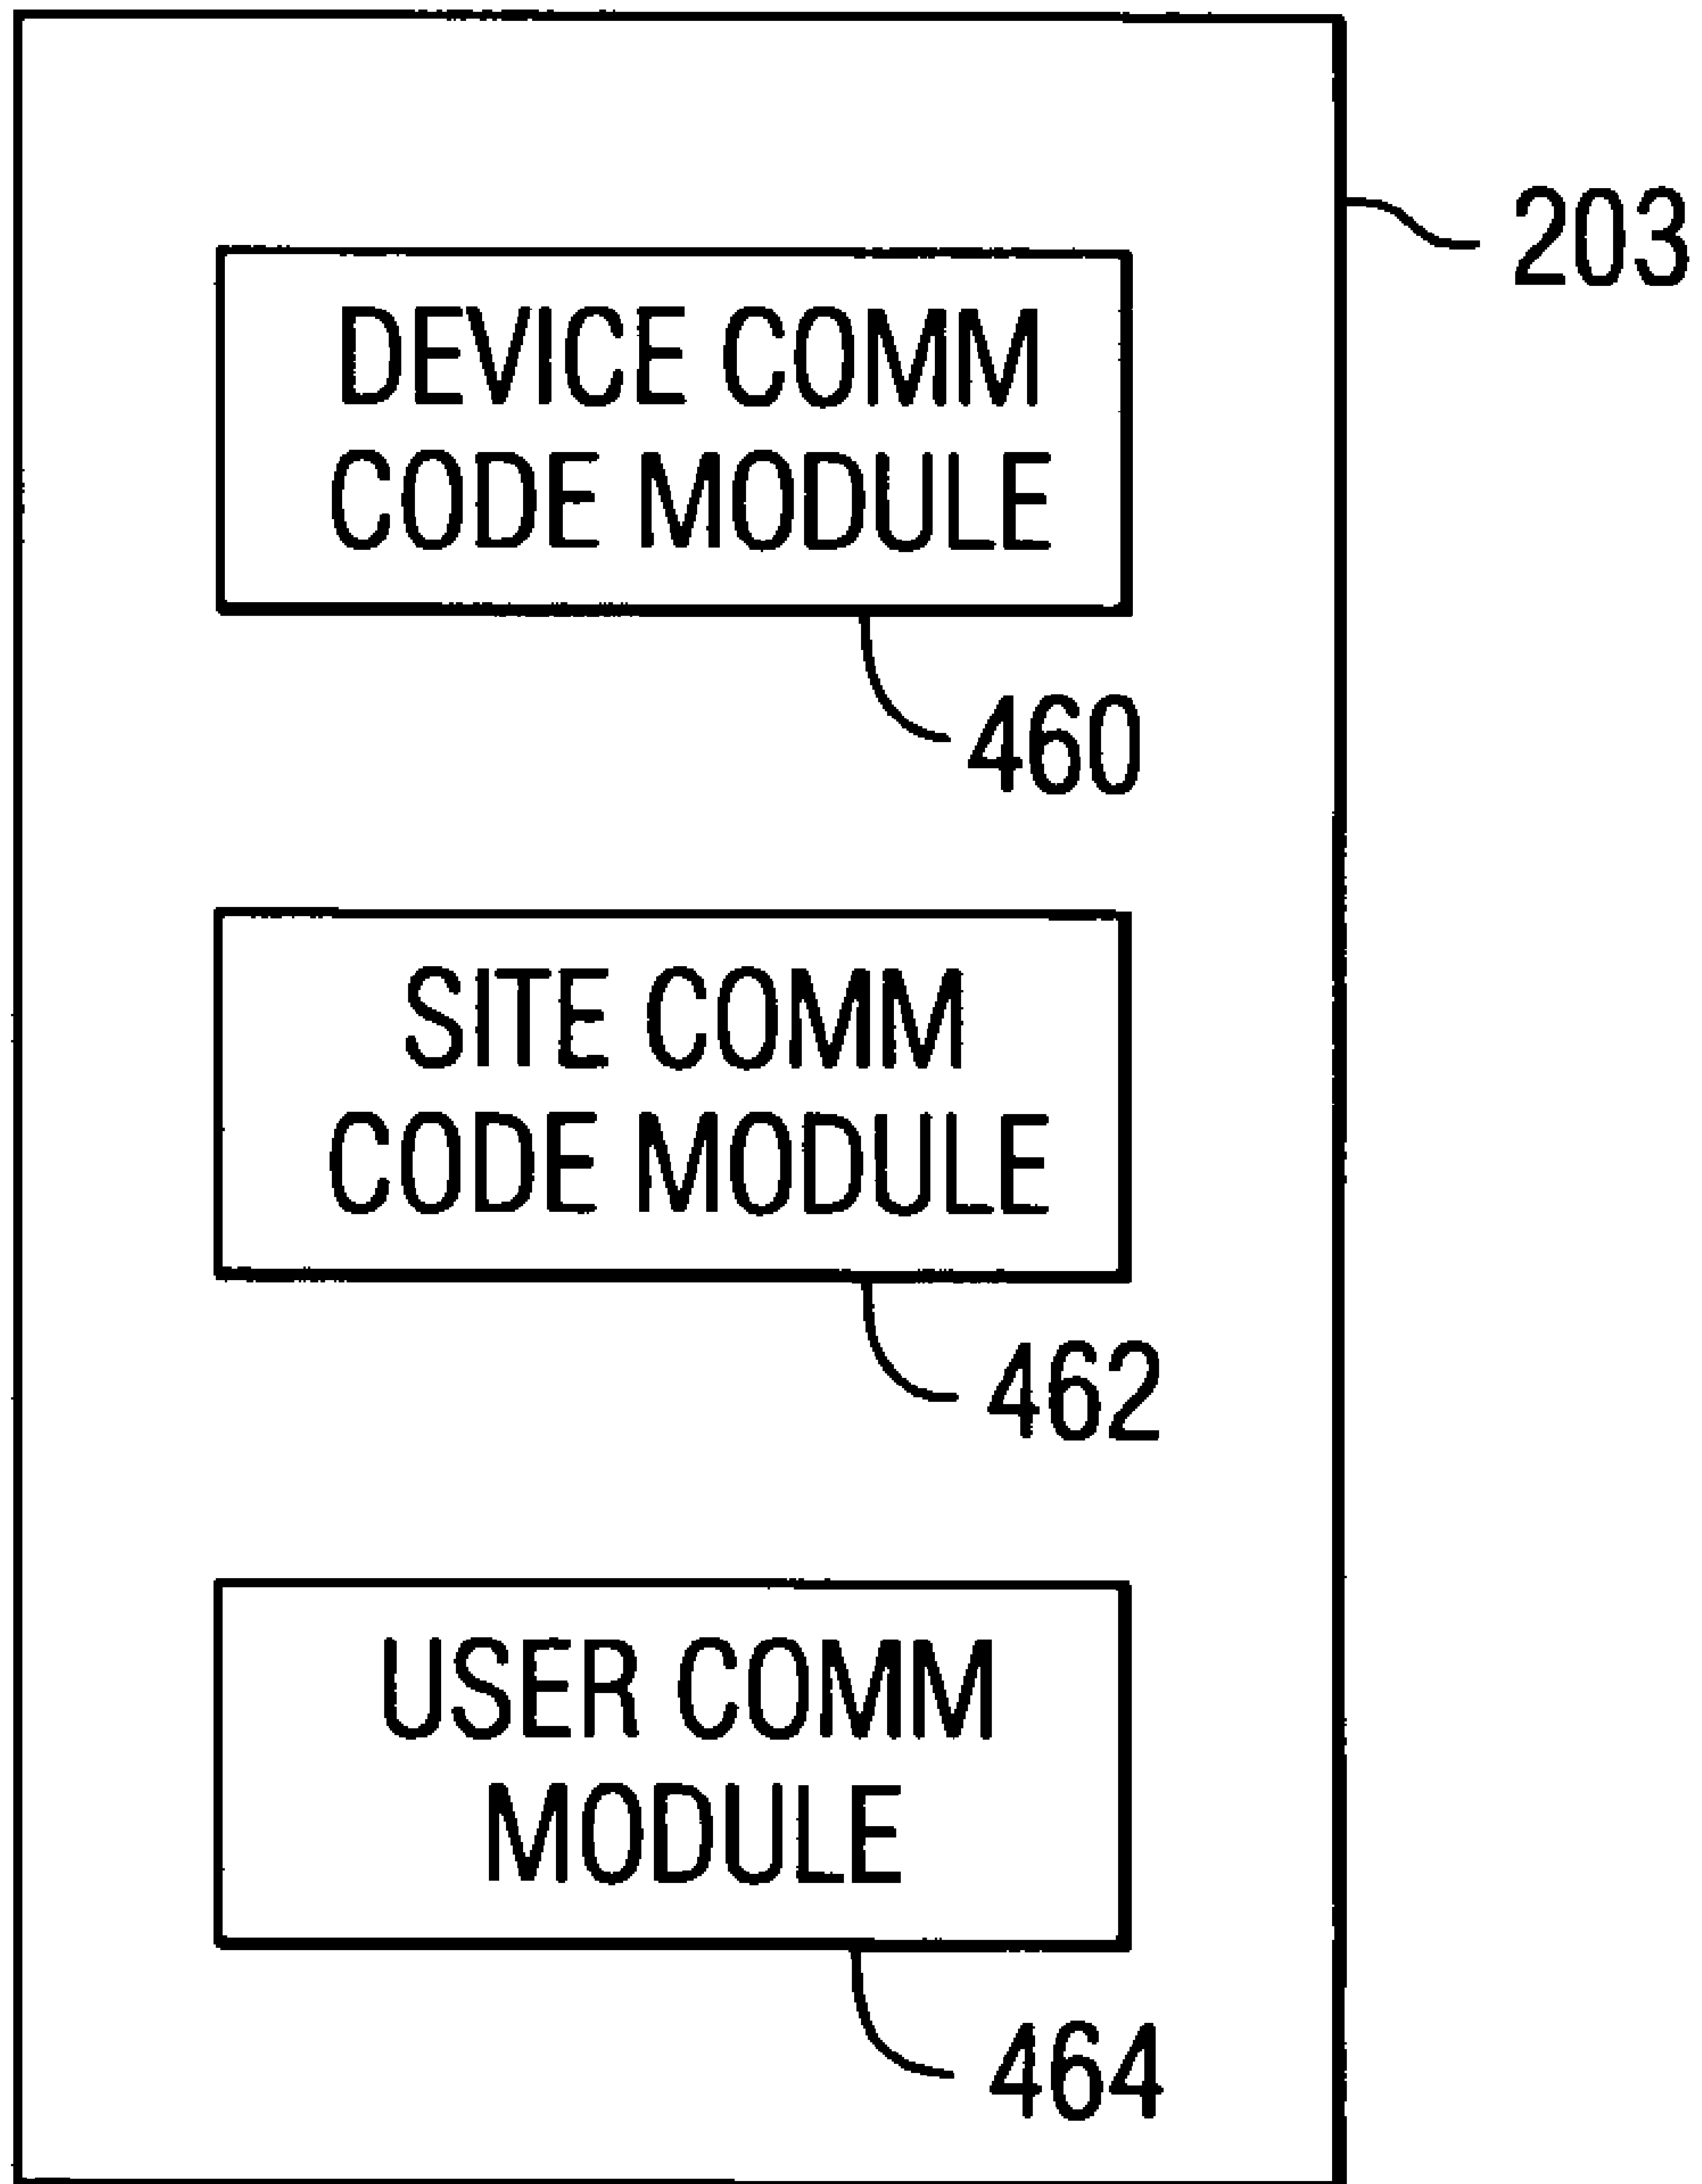 203
DEVICE COMM
CODE MODULE
460
SITE COMM
CODE MODULE
462
USER COMM
MODULE
464